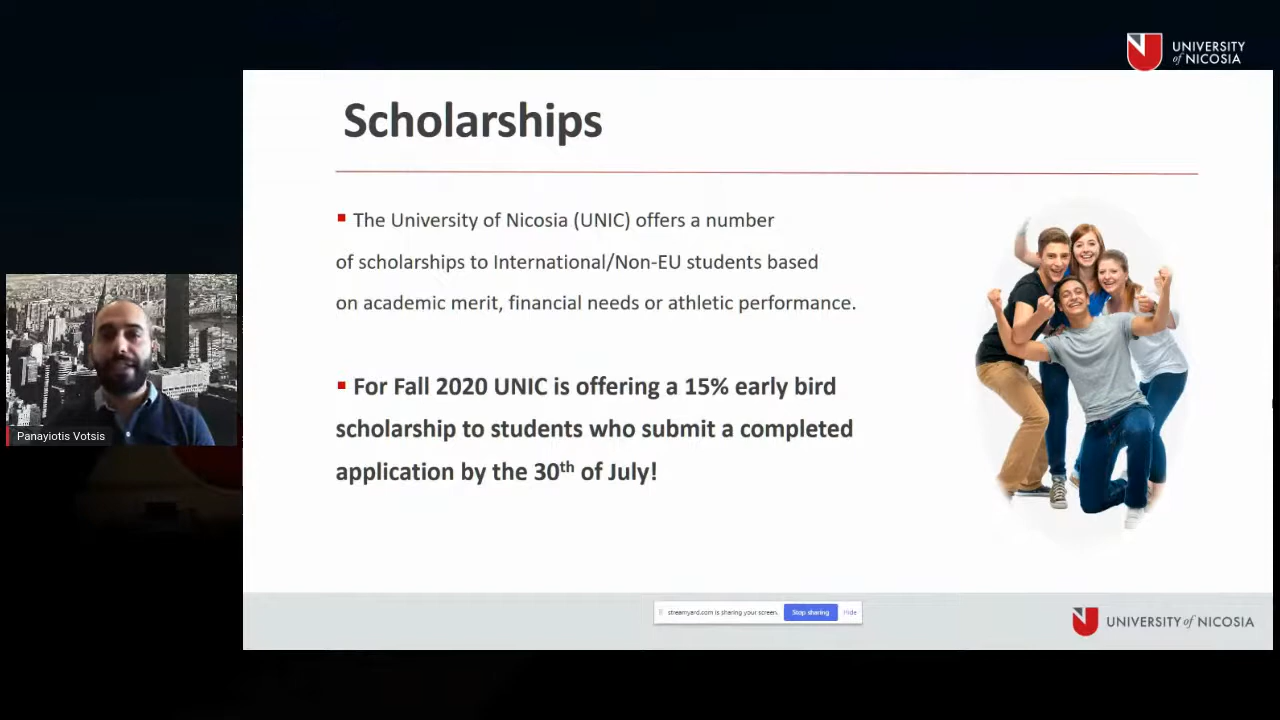 UNIVERSITY
of NICOSIA
Scholarships
The University of Nicosia (UNIC) offers a number
of scholarships to International/Non-EU students based
on academic merit, financial needs or athletic performance.
For Fall 2020 UNIC is offering a 15% early bird
scholarship to students who submit a completed
application by the 30th of July!
Panayiotis Votsis
streamyard.com is sharing your screen. Stop sharing Hide
UNIVERSITY of NICOSIA